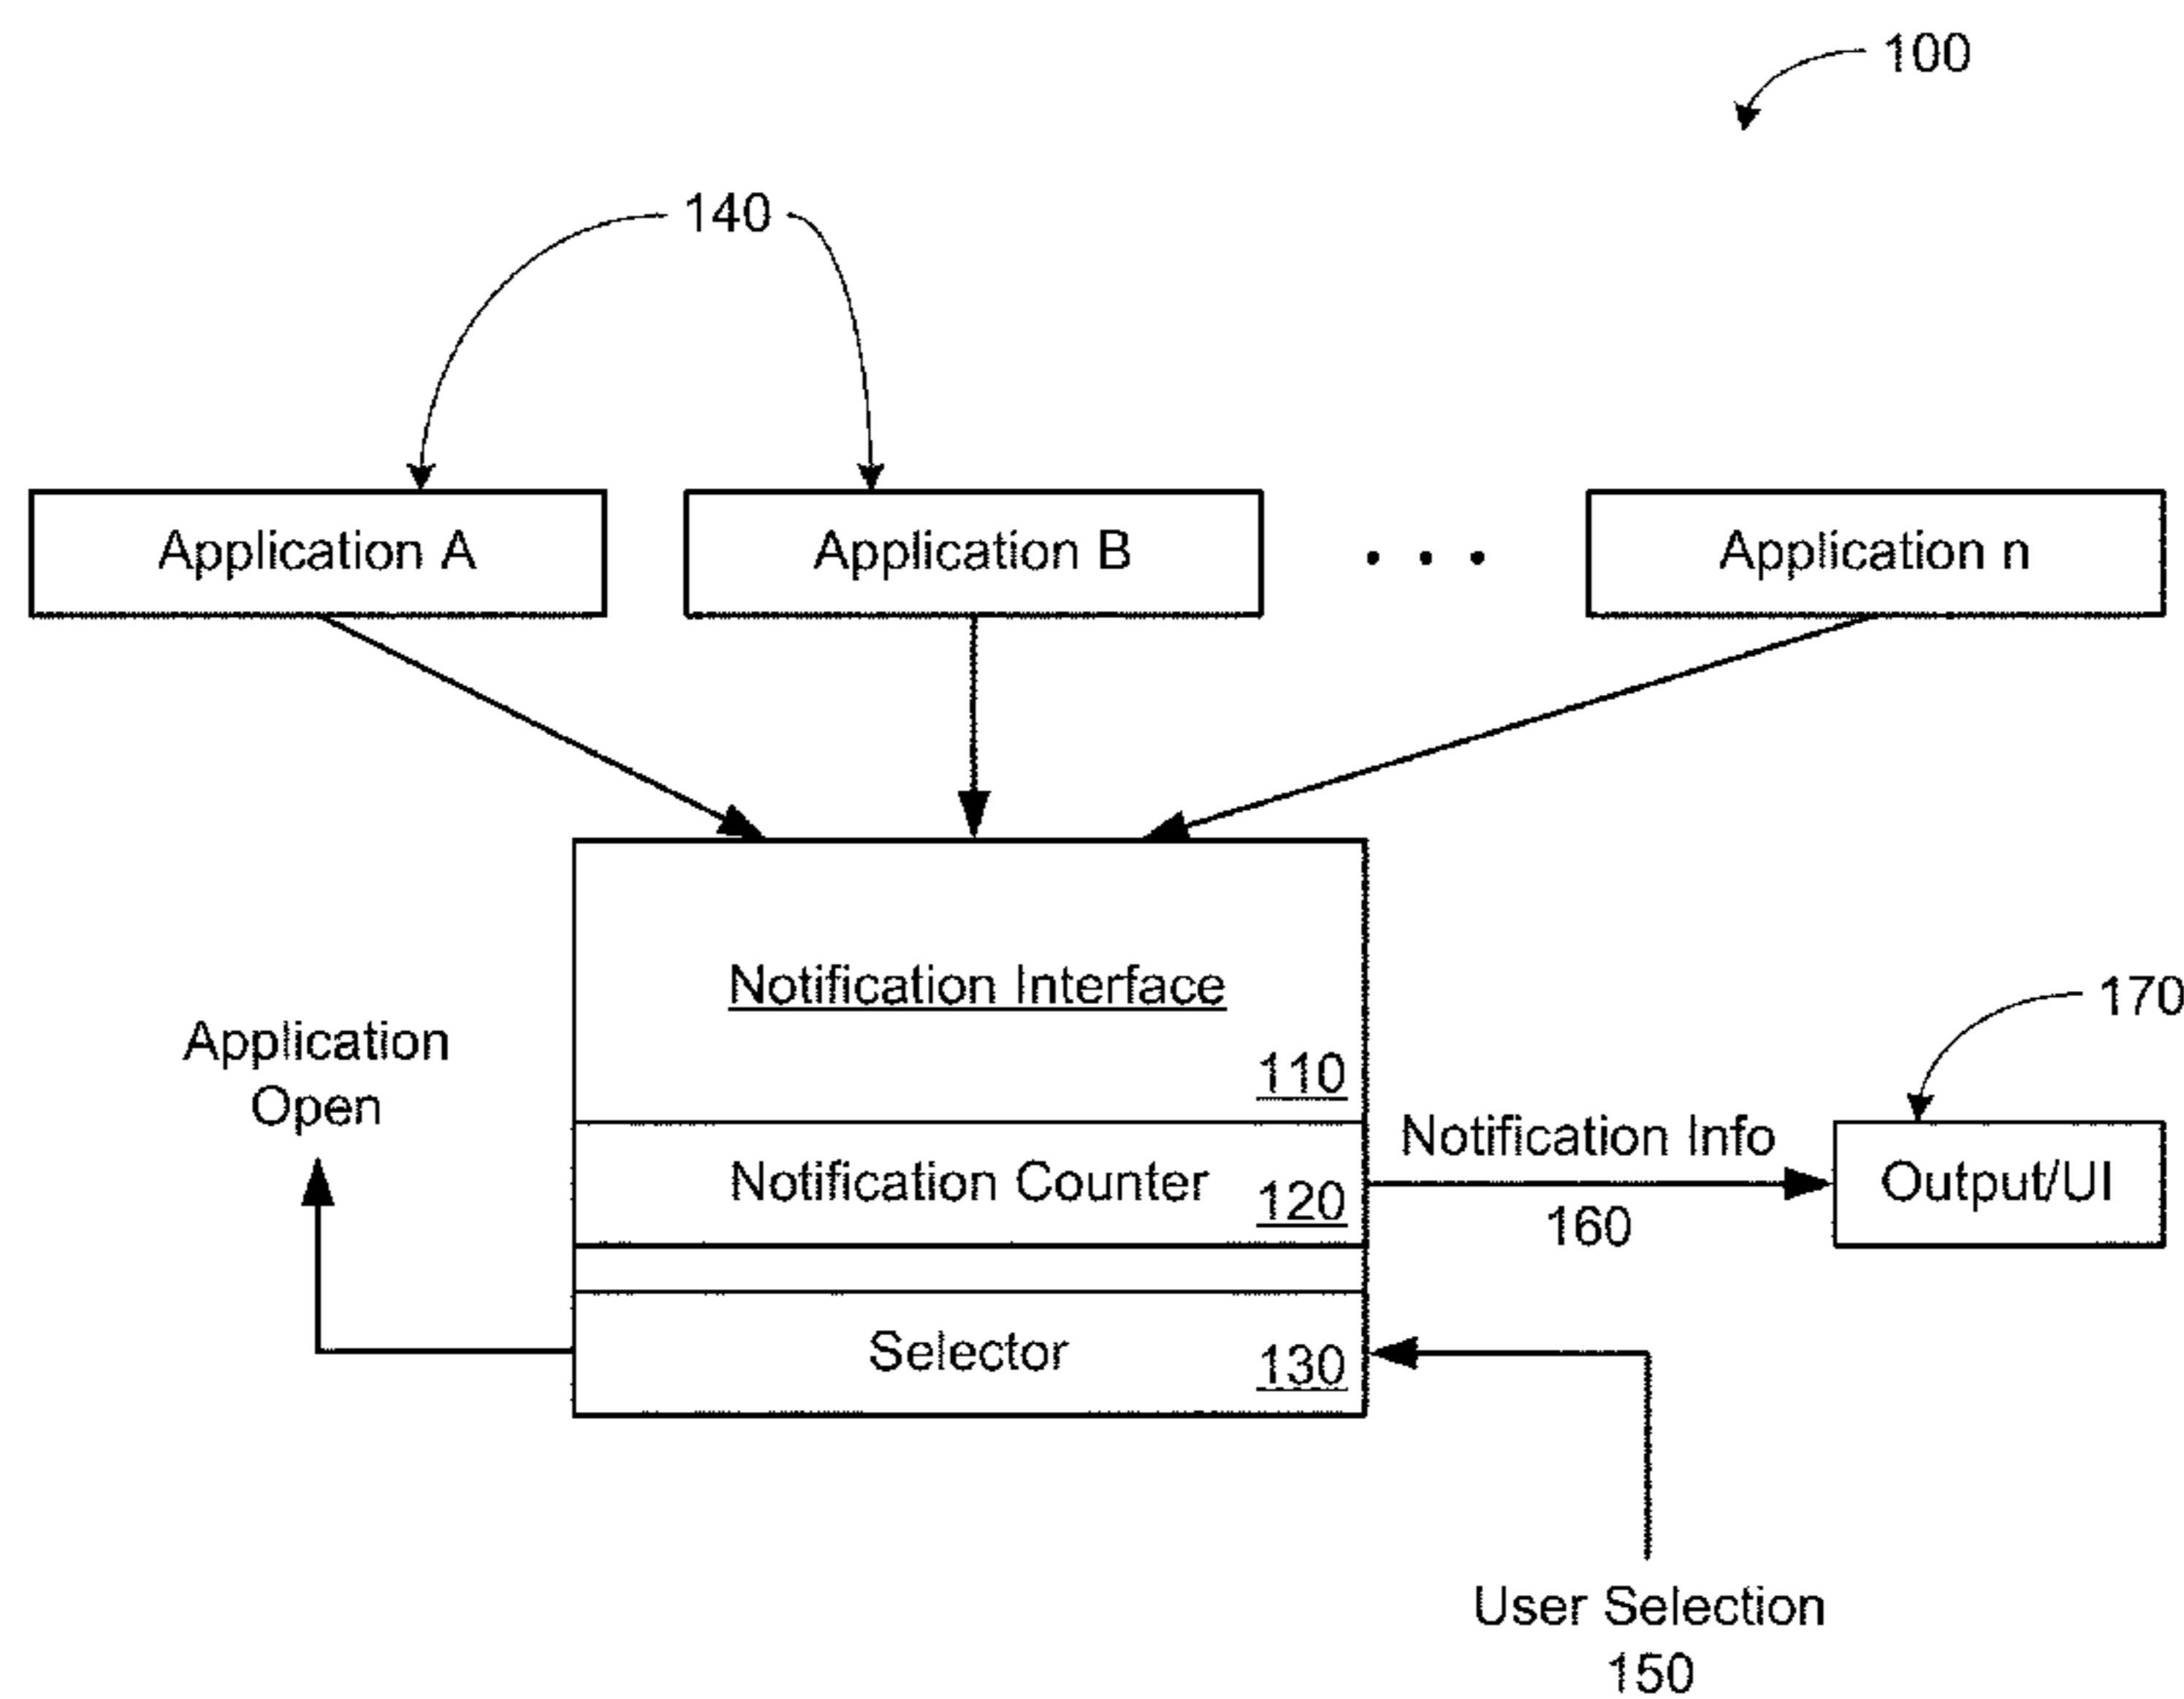 100
140
Application A
Application B
. . .
Application n
Notification Interface
110
170
Application
Open
Notification Counter
120
Notification Info
160
Output/UI
Selector
130
User Selection
150